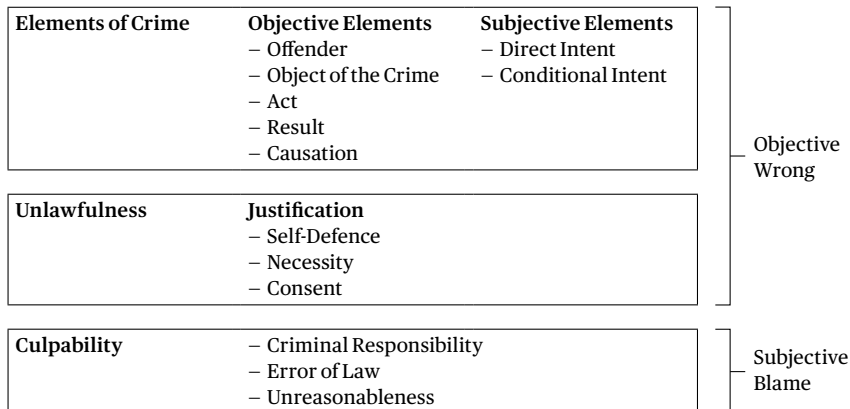 Elements of Crime Objective Elements Subjective Elements
– Offender – Direct Intent
– Object of the Crime – Conditional Intent
– Act
– Result
– Causation
Objective
Wrong
Unlawfulness Justification
– Self-Defence
– Necessity
– Consent
Culpability – Criminal Responsibility
– Error of Law
– Unreasonableness
Subjective
Blame